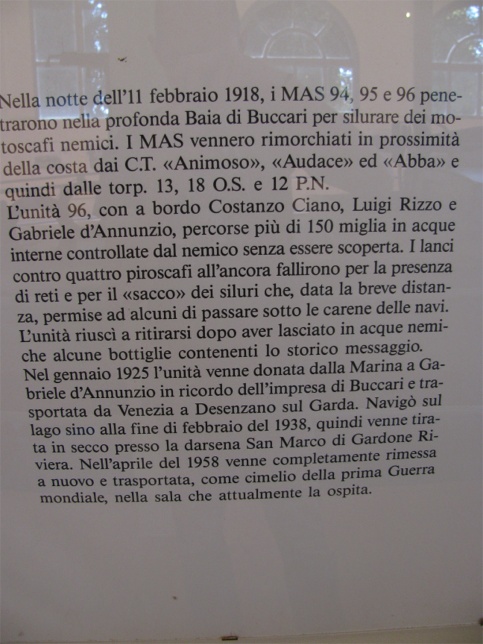 Nella notte dell'11 febbraio 1918, i MAS 94, 95 e 96 pene-
trarono nella profonda Baia di Buccari per silurare dei mo-
toscafi nemici. I MAS vennero rimorchiati in prossimità
della costa dai C.T. «Animoso», «Audace» ed «Abba» e
quindi dalle torp. 13, 18 O.S. e 12 P.N.
L'unità 96, con a bordo Costanzo Ciano, Luigi Rizzo e
Gabriele d'Annunzio, percorse più di 150 miglia in acque
interne controllate dal nemico senza essere scoperta. I lanci
contro quattro piroscafi all'ancora fallirono per la presenza
di reti e per il «sacco» dei siluri che, data la breve distan-
za, permise ad alcuni di passare sotto le carene delle navi.
L'unità riuscì a ritirarsi dopo aver lasciato in acque nemi-
che alcune bottiglie contenenti lo storico messaggio.
Nel gennaio 1925 l'unità venne donata dalla Marina a Ga-
briele d'Annunzio in ricordo dell'impresa di Buccari e tra-
sportata da Venezia a Desenzano sul Garda. Navigò sul
lago sino alla fine di febbraio del 1938, quindi venne tira-
ta in secco presso la darsena San Marco di Gardone Ri-
viera. Nell'aprile del 1958 venne completamente rimessa
a nuovo e trasportata, come cimelio della prima Guerra
mondiale, nella sala che attualmente la ospita.